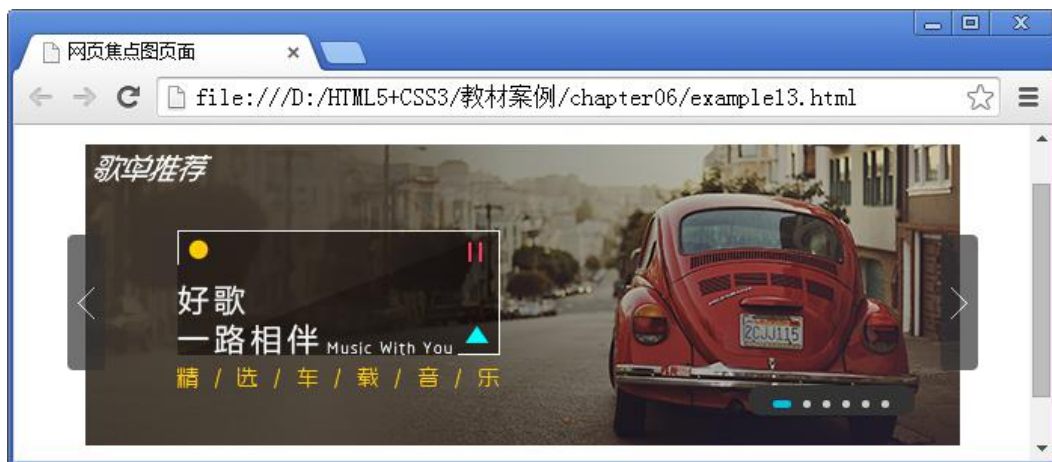 网页焦点图页面
file:///D:/HTML5+CSS3/教材案例/chapter06/example13.html
歌单推荐
好歌
一路相伴 Music With You
精 / 选 / 车 / 载 / 音 / 乐
2CJJ115